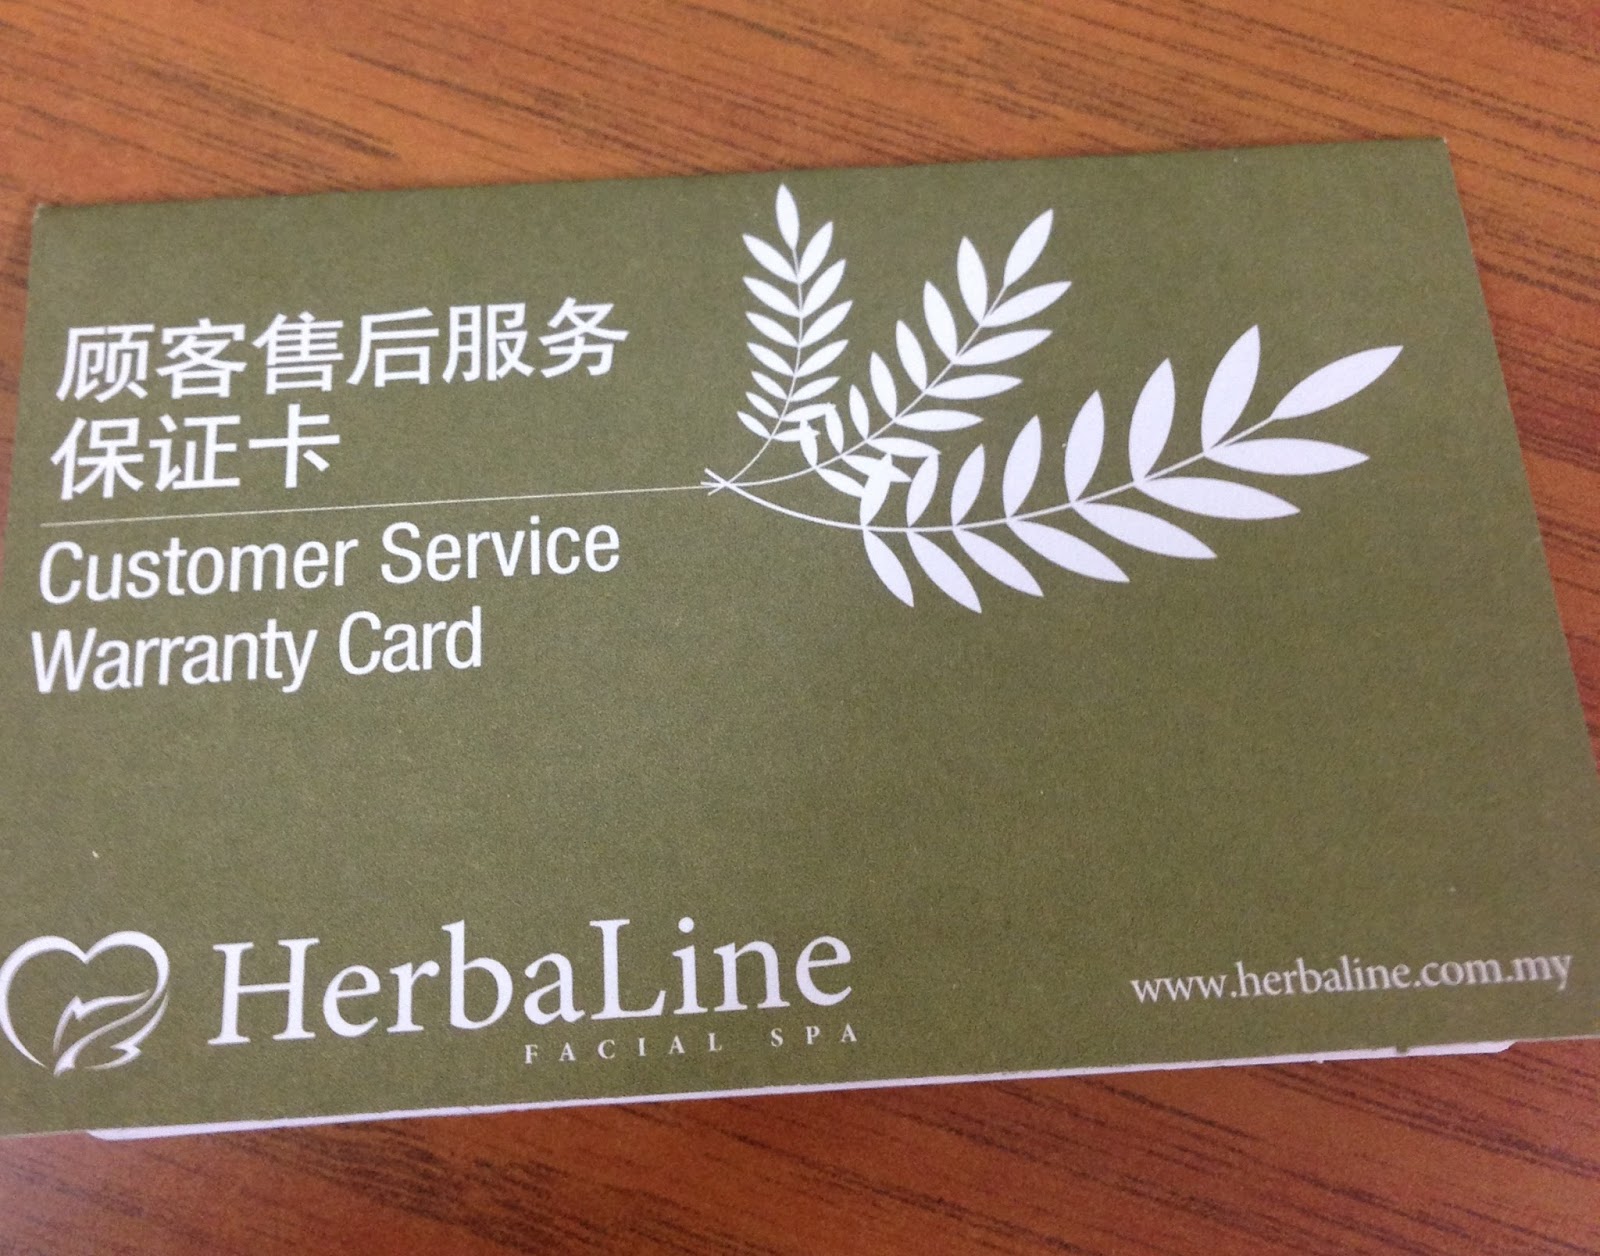 顾客售后服务
保证卡
Customer Service
Warranty Card
HerbaLine
FACIAL SPA
www.herbaline.com.my